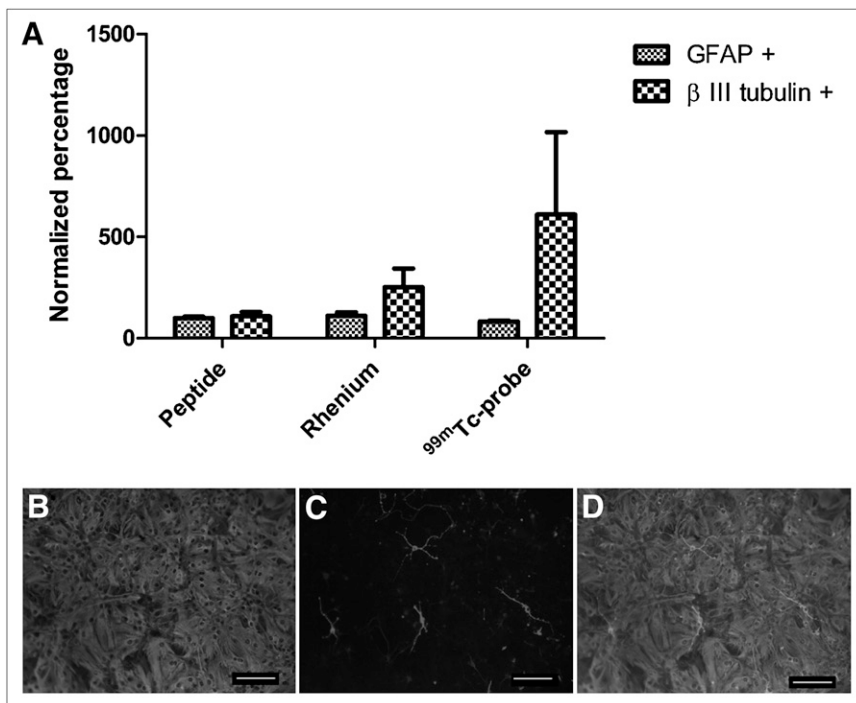 A
1500
1000
500
0
Normalized percentage
GFAP +
β III tubulin +
Peptide
Rhenium
99mTc-probe
B
C
D